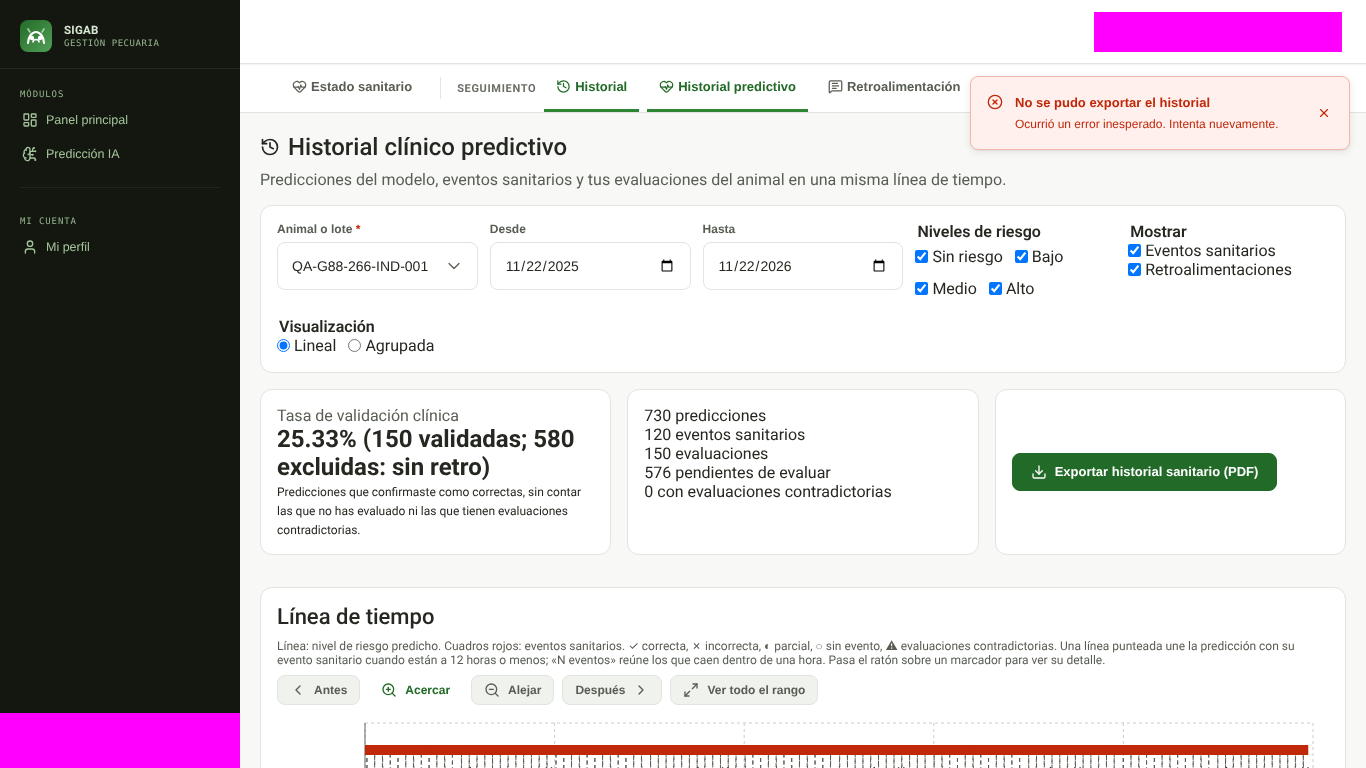 SIGAB
GESTIÓN PECUARIA
MÓDULOS
Panel principal
Predicción IA
MI CUENTA
Mi perfil
Estado sanitario
SEGUIMIENTO
Historial
Historial predictivo
Retroalimentación
No se pudo exportar el historial
Ocurrió un error inesperado. Intenta nuevamente.
Historial clínico predictivo
Predicciones del modelo, eventos sanitarios y tus evaluaciones del animal en una misma línea de tiempo.
Animal o lote *
QA-G88-266-IND-001
Desde
11/22/2025
Hasta
11/22/2026
Niveles de riesgo
Sin riesgo Bajo
Medio Alto
Mostrar
Eventos sanitarios
Retroalimentaciones
Visualización
Lineal Agrupada
Tasa de validación clínica
25.33% (150 validadas; 580
excluidas: sin retro)
Predicciones que confirmaste como correctas, sin contar
las que no has evaluado ni las que tienen evaluaciones
contradictorias.
730 predicciones
120 eventos sanitarios
150 evaluaciones
576 pendientes de evaluar
0 con evaluaciones contradictorias
Exportar historial sanitario (PDF)
Línea de tiempo
Línea: nivel de riesgo predicho. Cuadros rojos: eventos sanitarios. ✓ correcta, × incorrecta, ◖ parcial, ○ sin evento, ⚠ evaluaciones contradictorias. Una línea punteada une la predicción con su
evento sanitario cuando están a 12 horas o menos; «N eventos» reúne los que caen dentro de una hora. Pasa el ratón sobre un marcador para ver su detalle.
Antes
Acercar
Alejar
Después
Ver todo el rango